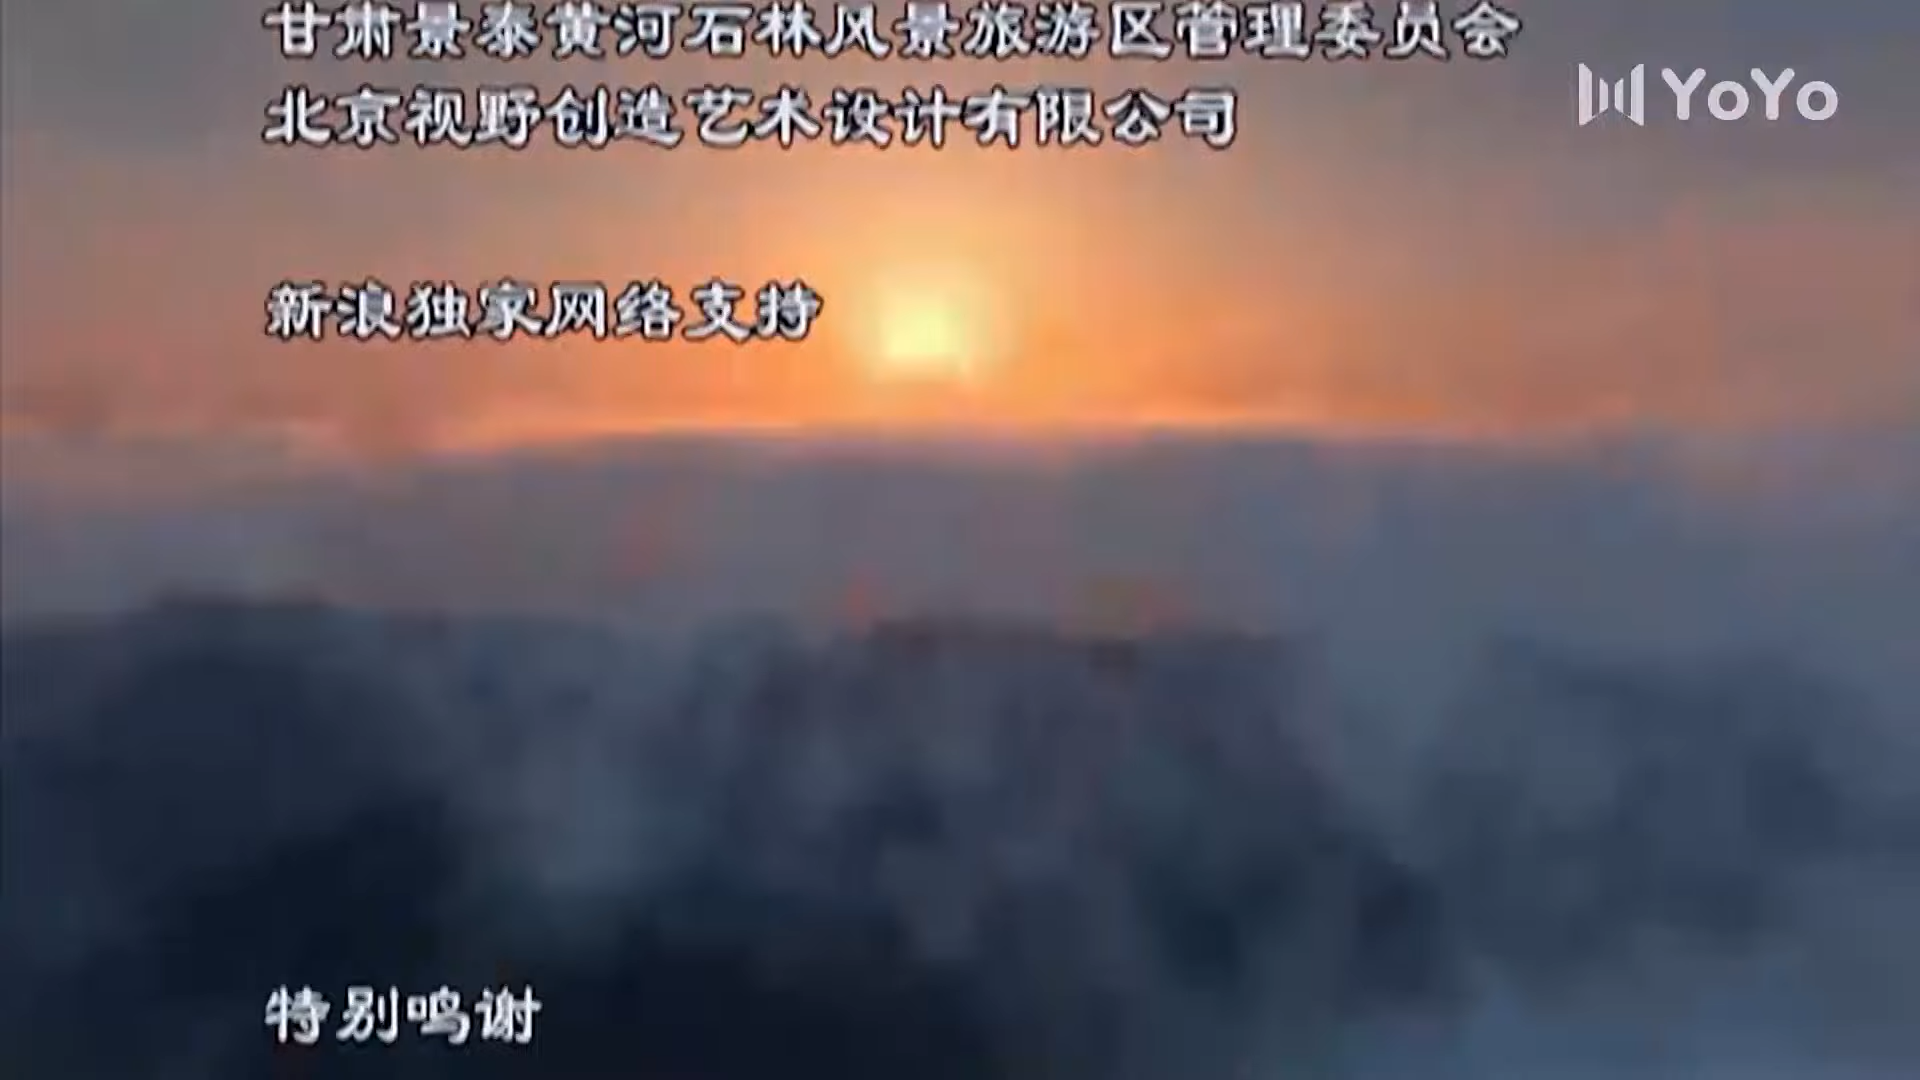 甘肃景泰黄河石林风景旅游区管理委员会
YoYo
北京视野创造艺术设计有限公司
新浪独家网络支持
特别鸣谢